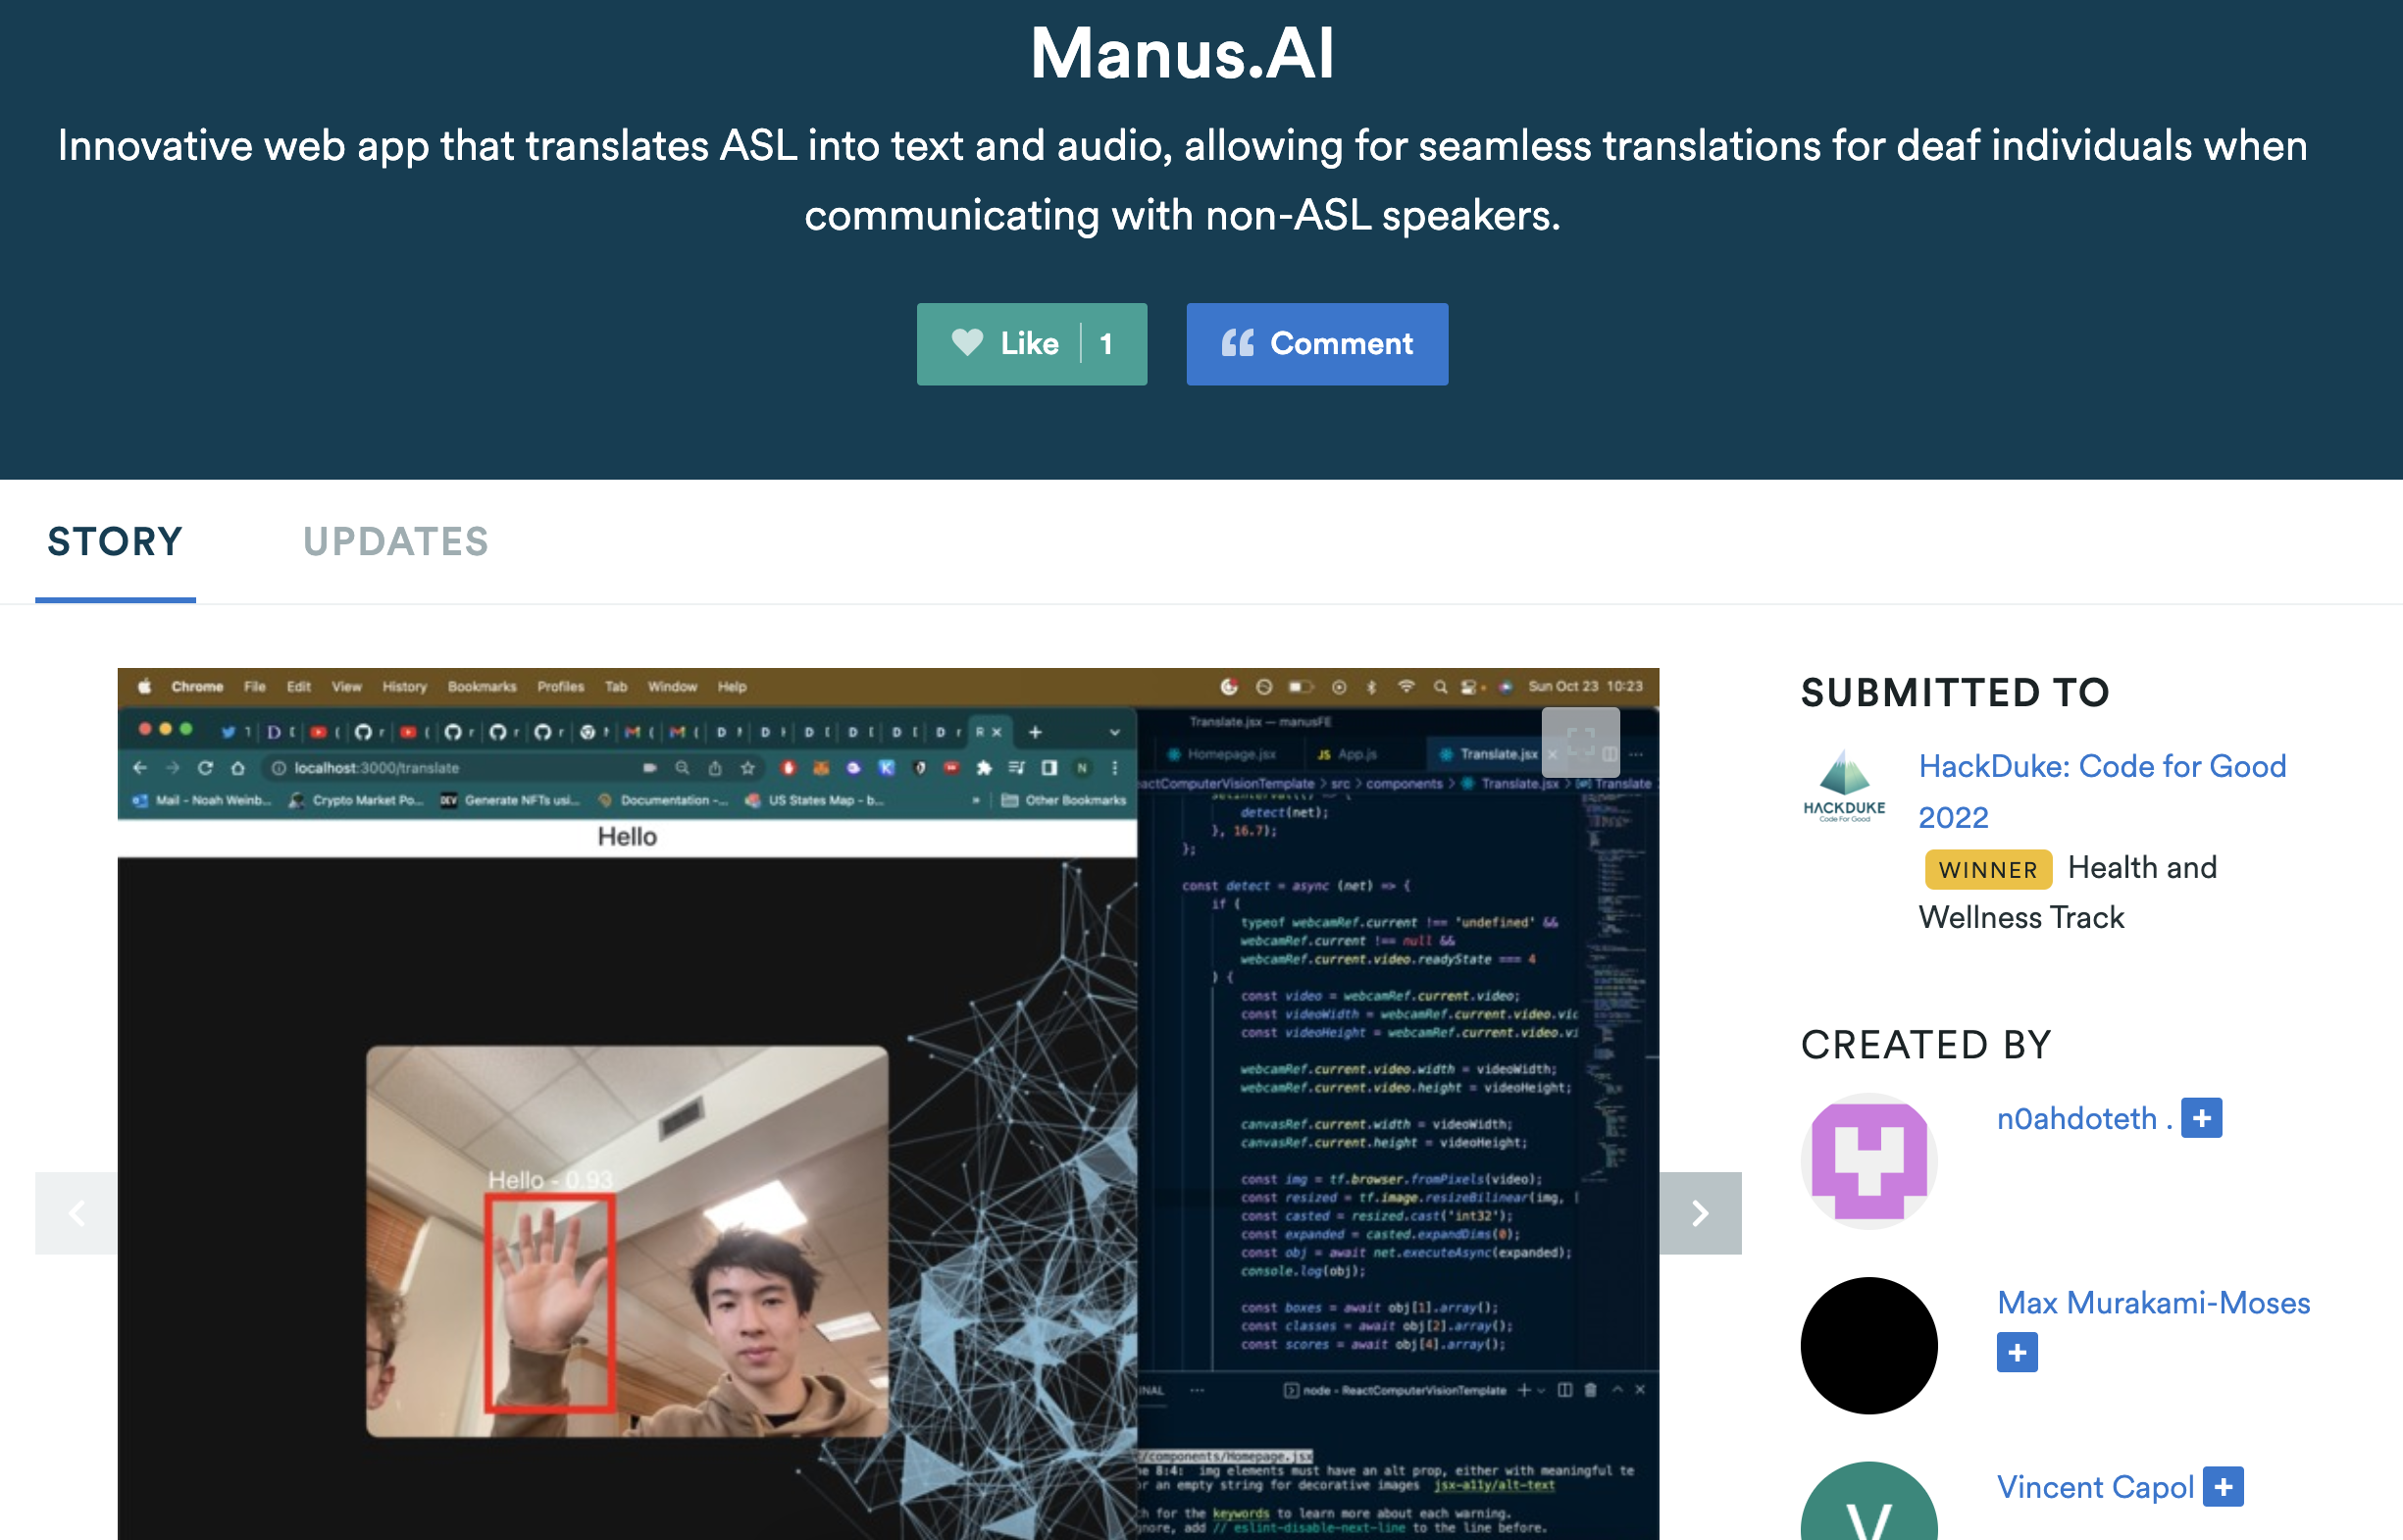 Manus.AI
Innovative web app that translates ASL into text and audio, allowing for seamless translations for deaf individuals when
communicating with non-ASL speakers.
Like 1
Comment
STORY UPDATES
Chrome File Edit View History Bookmarks Profiles Tab Window Help Sun Oct 23 10:23
localhost:3000/translate
Mail - Noah Weinb... Crypto Market Po... DEV Generate NFTs usi... Documentation -... US States Map - b... » Other Bookmarks
Hello
Hello - 0.93
Translate.jsx — manusFE
Homepage.jsx JS App.js Translate.jsx
actComputerVisionTemplate > src > components > Translate.jsx > Translate
detect(net);
}, 16.7);
};
const detect = async (net) => {
if (
typeof webcamRef.current !== 'undefined' &&
webcamRef.current !== null &&
webcamRef.current.video.readyState === 4
) {
const video = webcamRef.current.video;
const videoWidth = webcamRef.current.video.vic
const videoHeight = webcamRef.current.video.vi
webcamRef.current.video.width = videoWidth;
webcamRef.current.video.height = videoHeight;
canvasRef.current.width = videoWidth;
canvasRef.current.height = videoHeight;
const img = tf.browser.fromPixels(video);
const resized = tf.image.resizeBilinear(img, [
const casted = resized.cast('int32');
const expanded = casted.expandDims(0);
const obj = await net.executeAsync(expanded);
console.log(obj);
const boxes = await obj[1].array();
const classes = await obj[2].array();
const scores = await obj[4].array();
INAL ··· node - ReactComputerVisionTemplate
/components/Homepage.jsx
e 8:4: img elements must have an alt prop, either with meaningful te
or an empty string for decorative images jsx-a11y/alt-text
h for the keywords to learn more about each warning.
nore, add // eslint-disable-next-line to the line before.
SUBMITTED TO
HACKDUKE
Code For Good
HackDuke: Code for Good
2022
WINNER Health and
Wellness Track
CREATED BY
n0ahdoteth . +
Max Murakami-Moses
+
V
Vincent Capol +